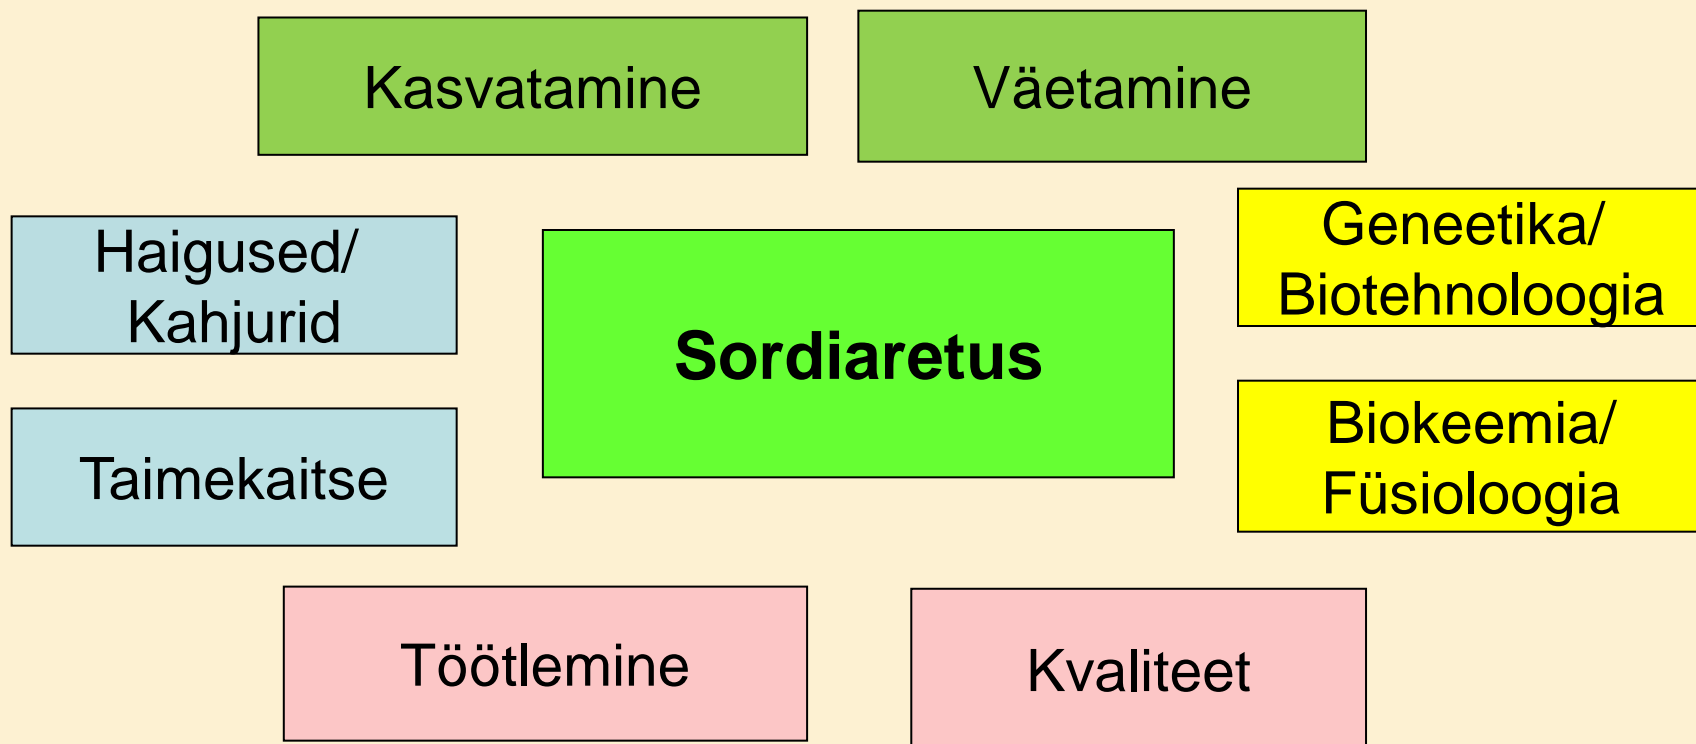 Kasvatamine
Väetamine
Haigused/
Kahjurid
Sordiaretus
Geneetika/
Biotehnoloogia
Taimekaitse
Biokeemia/
Füsioloogia
Töötlemine
Kvaliteet